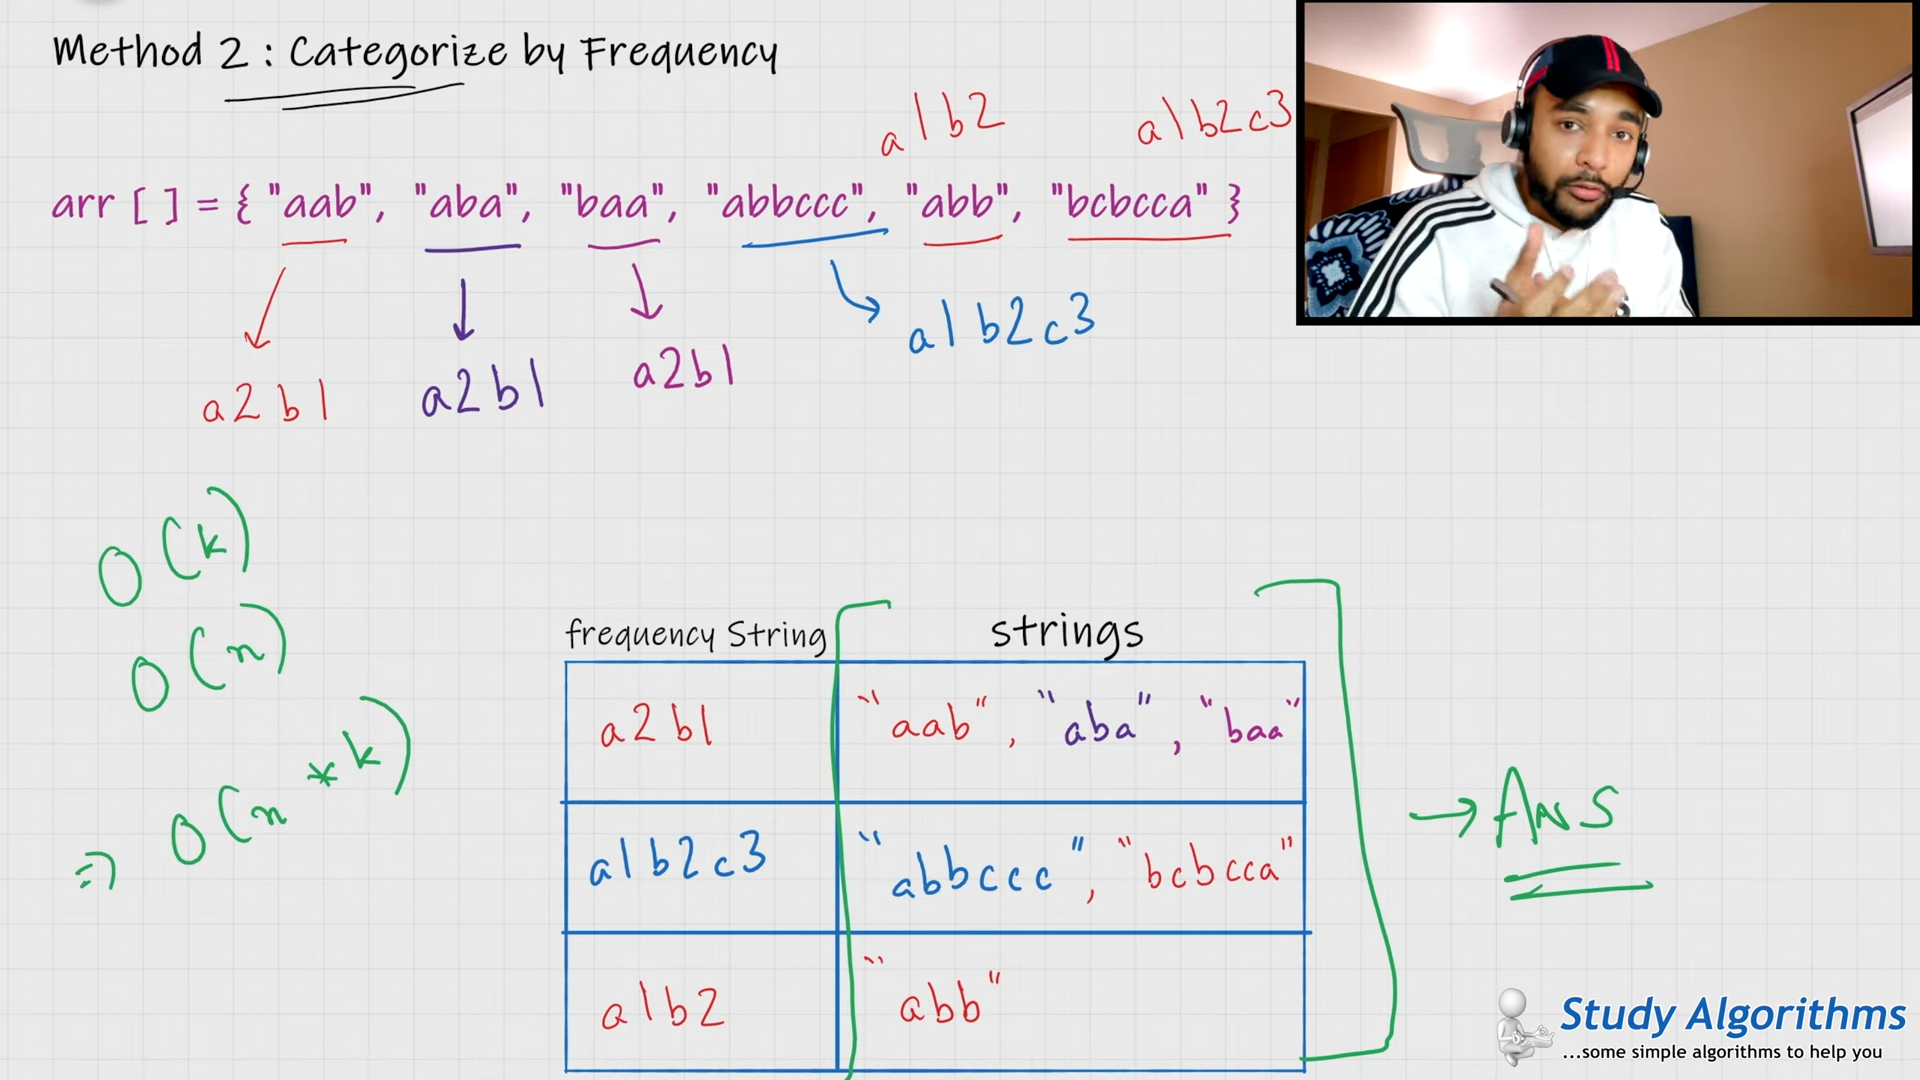 Method 2 : Categorize by Frequency
a1b2 a1b2c3
arr [ ] = { "aab", "aba", "baa", "abbccc", "abb", "bcbcca" }
a1b2c3
a2b1 a2b1 a2b1
O(k)
O(n)
=> O(n * k)
frequency String strings
a2b1 "aab", "aba", "baa"
a1b2c3 "abbccc", "bcbcca"
a1b2 "abb"
→ Ans
Study Algorithms
...some simple algorithms to help you